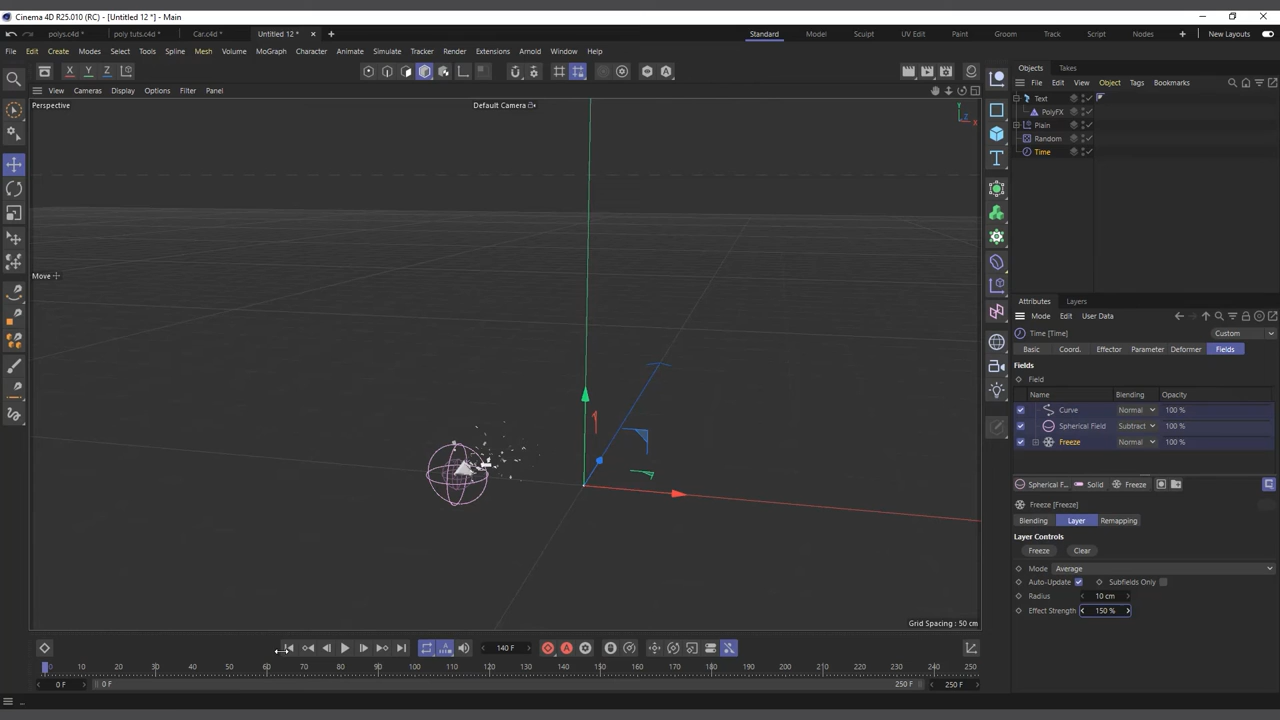 Cinema 4D R25.010 (RC) - [Untitled 12 *] - Main
polys.c4d * poly tuts.c4d * Car.c4d * Untitled 12 * Standard Model Sculpt UV Edit Paint Groom Track Script Nodes New Layouts
File Edit Create Modes Select Tools Spline Mesh Volume MoGraph Character Animate Simulate Tracker Render Extensions Arnold Window Help
X Y Z
Objects Takes
File Edit View Object Tags Bookmarks
View Cameras Display Options Filter Panel
Perspective Default Camera
Text
PolyFX
Plain
Random
Time
Y
Z
X
Move
Attributes Layers
Mode Edit User Data
Time [Time] Custom
Basic Coord. Effector Parameter Deformer Fields
Fields
Field
Name Blending Opacity
Curve Normal 100 %
Spherical Field Subtract 100 %
Freeze Normal 100 %
Spherical F... Solid Freeze
Freeze [Freeze]
Blending Layer Remapping
Layer Controls
Freeze Clear
Mode Average
Auto-Update Subfields Only
Radius 10 cm
Effect Strength 150 %
Grid Spacing : 50 cm
140 F
0 10 20 30 40 50 60 70 80 90 100 110 120 130 140 150 160 170 180 190 200 210 220 230 240 250
0 F 0 F 250 F 250 F